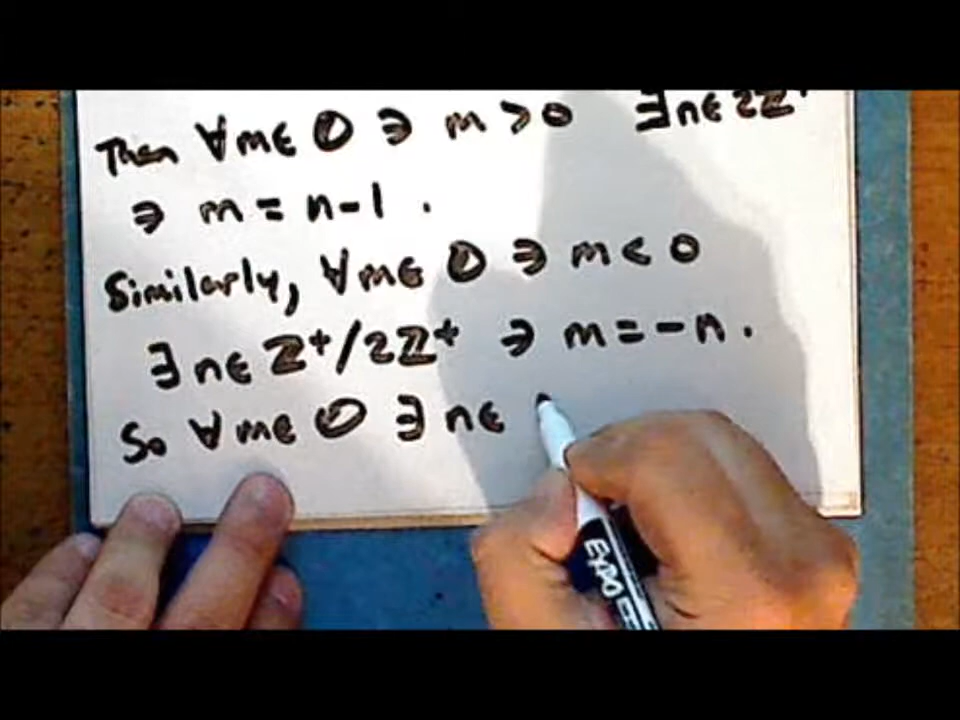 Then ∀m∈ 𝕆 ∋ m > 0 ∃n∈ 2ℤ⁺
∋ m = n-1 .
Similarly, ∀m∈ 𝕆 ∋ m < 0
∃n∈ ℤ⁺/2ℤ⁺ ∋ m = -n .
So ∀m∈ 𝕆 ∃ n∈
EXPO